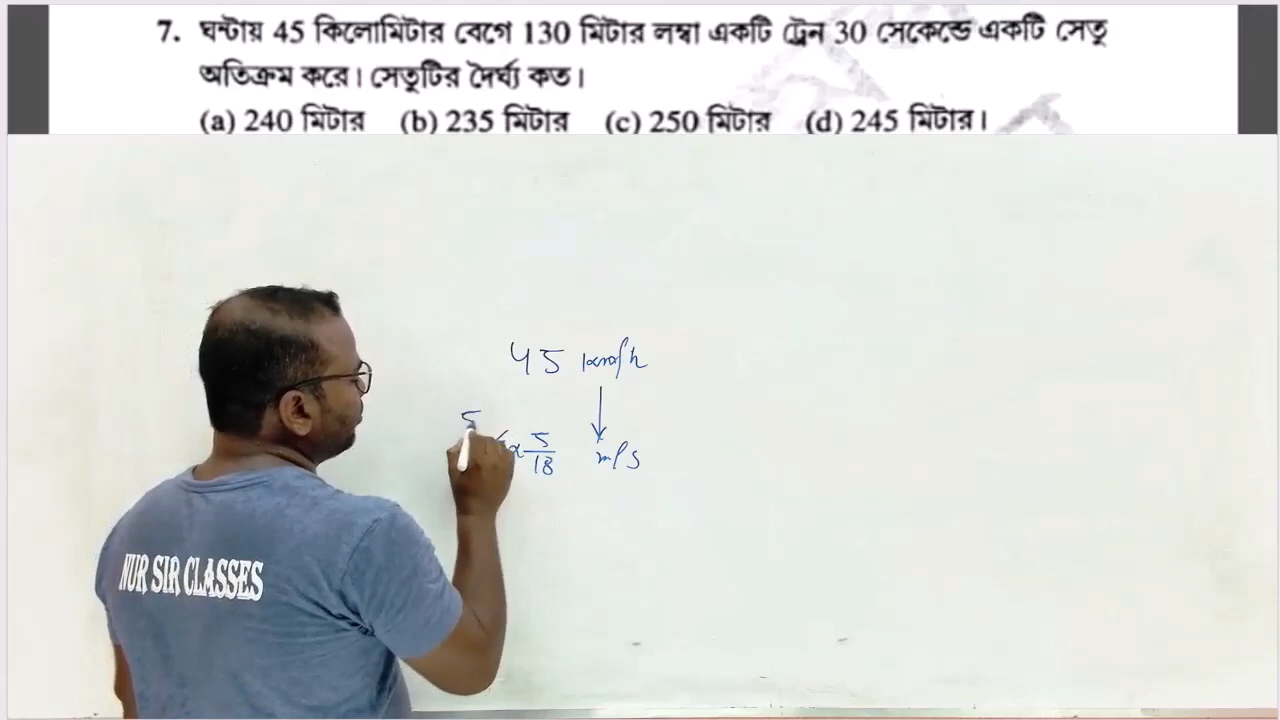 7. ঘন্টায় 45 কিলোমিটার বেগে 130 মিটার লম্বা একটি ট্রেন 30 সেকেন্ডে একটি সেতু
অতিক্রম করে। সেতুটির দৈর্ঘ্য কত।
(a) 240 মিটার (b) 235 মিটার (c) 250 মিটার (d) 245 মিটার।
45 km/h
5
× 5/18 m/s
NUR SIR CLASSES